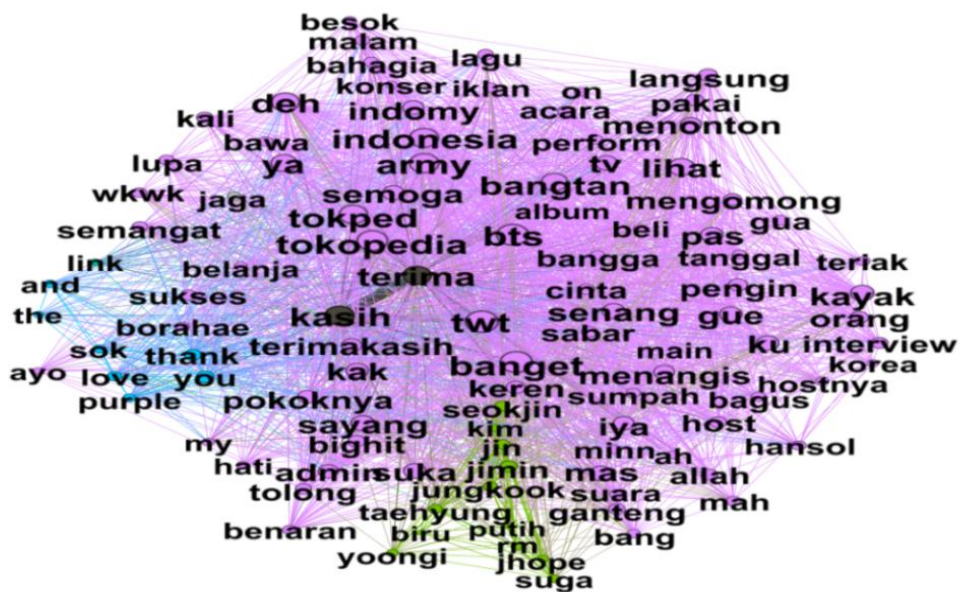 besok
malam
bahagia
lagu
langsung
konser iklan on
deh indomy acara pakai
kali menonton
bawa indonesia perform
lupa ya army tv lihat
wkwk jaga semoga bangtan mengomong
tokped album gua
semangat tokopedia bts beli pas
link belanja terima bangga tanggal teriak
and
the sukses kasih cinta pengin kayak
borahae twt senang gue orang
sok thank terimakasih sabar main ku interview
ayo love you kak banget menangis korea
purple pokoknya keren sumpah bagus hostnya
sayang seokjin iya host
my bighit kim minn ah hansol
hati admin suka jin jimin mas allah
tolong jungkook suara mah
benaran taehyung ganteng
biru putih bang
yoongi rm
jhope
suga